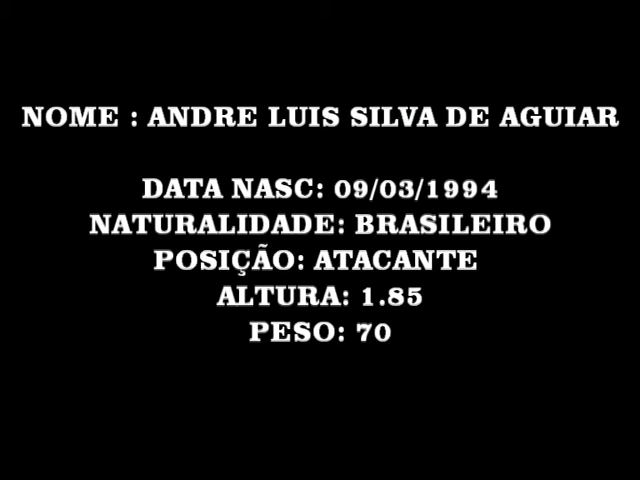 NOME : ANDRE LUIS SILVA DE AGUIAR
DATA NASC: 09/03/1994
NATURALIDADE: BRASILEIRO
POSIÇÃO: ATACANTE
ALTURA: 1.85
PESO: 70